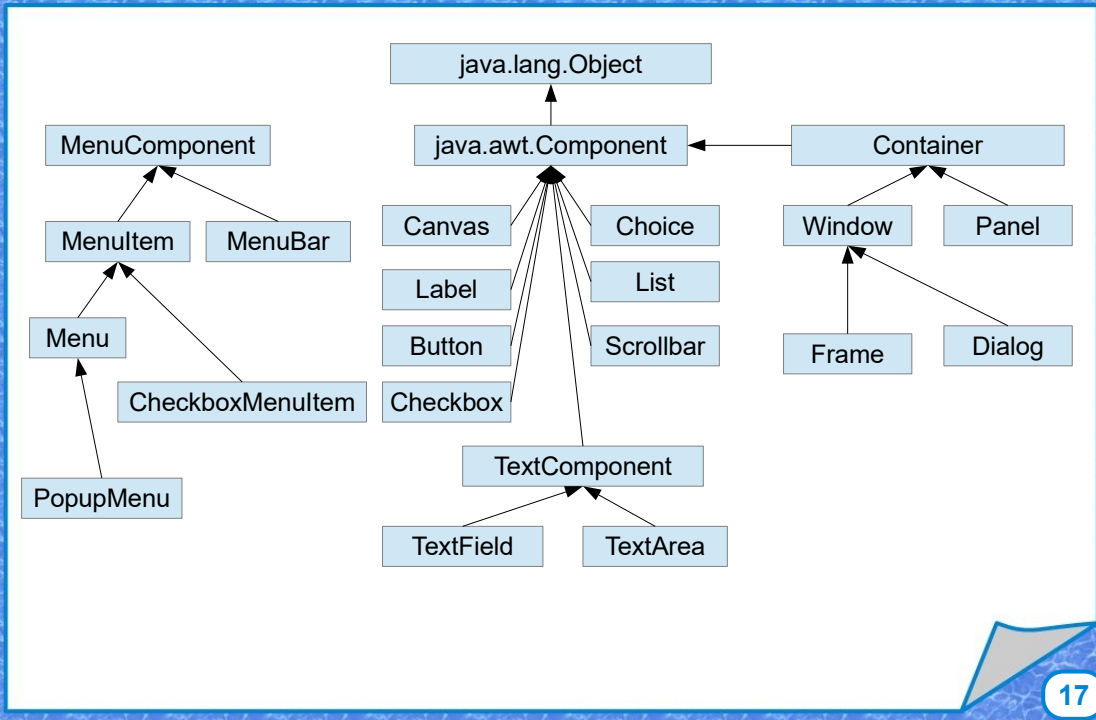 java.lang.Object
MenuComponent
java.awt.Component
Container
MenuItem
MenuBar
Canvas
Choice
Window
Panel
Label
List
Menu
Button
Scrollbar
Frame
Dialog
CheckboxMenuItem
Checkbox
TextComponent
PopupMenu
TextField
TextArea
17